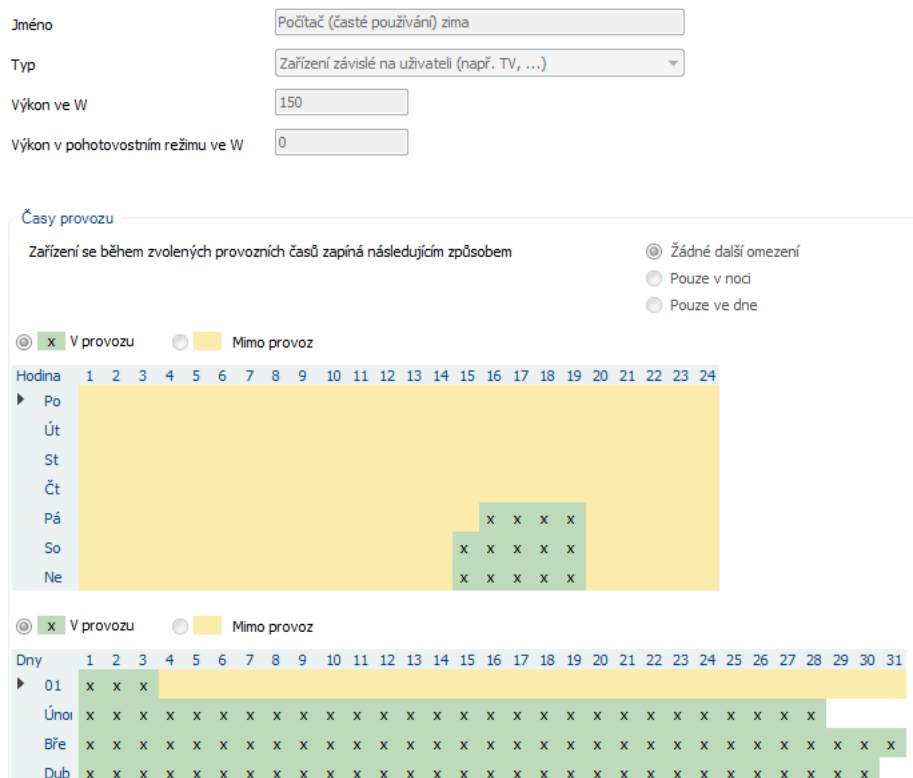 Jméno Počítač (časté používání) zima
Typ Zařízení závislé na uživateli (např. TV, ...)
Výkon ve W 150
Výkon v pohotovostním režimu ve W 0
Časy provozu
Zařízení se během zvolených provozních časů zapíná následujícím způsobem Žádné další omezení
Pouze v noci
Pouze ve dne
x V provozu Mimo provoz
Hodina 1 2 3 4 5 6 7 8 9 10 11 12 13 14 15 16 17 18 19 20 21 22 23 24
Po
Út
St
Čt
Pá x x x x
So x x x x x
Ne x x x x x
x V provozu Mimo provoz
Dny 1 2 3 4 5 6 7 8 9 10 11 12 13 14 15 16 17 18 19 20 21 22 23 24 25 26 27 28 29 30 31
01 x x x
Úno x x x x x x x x x x x x x x x x x x x x x x x x x x x x
Bře x x x x x x x x x x x x x x x x x x x x x x x x x x x x x x x
Dub x x x x x x x x x x x x x x x x x x x x x x x x x x x x x x